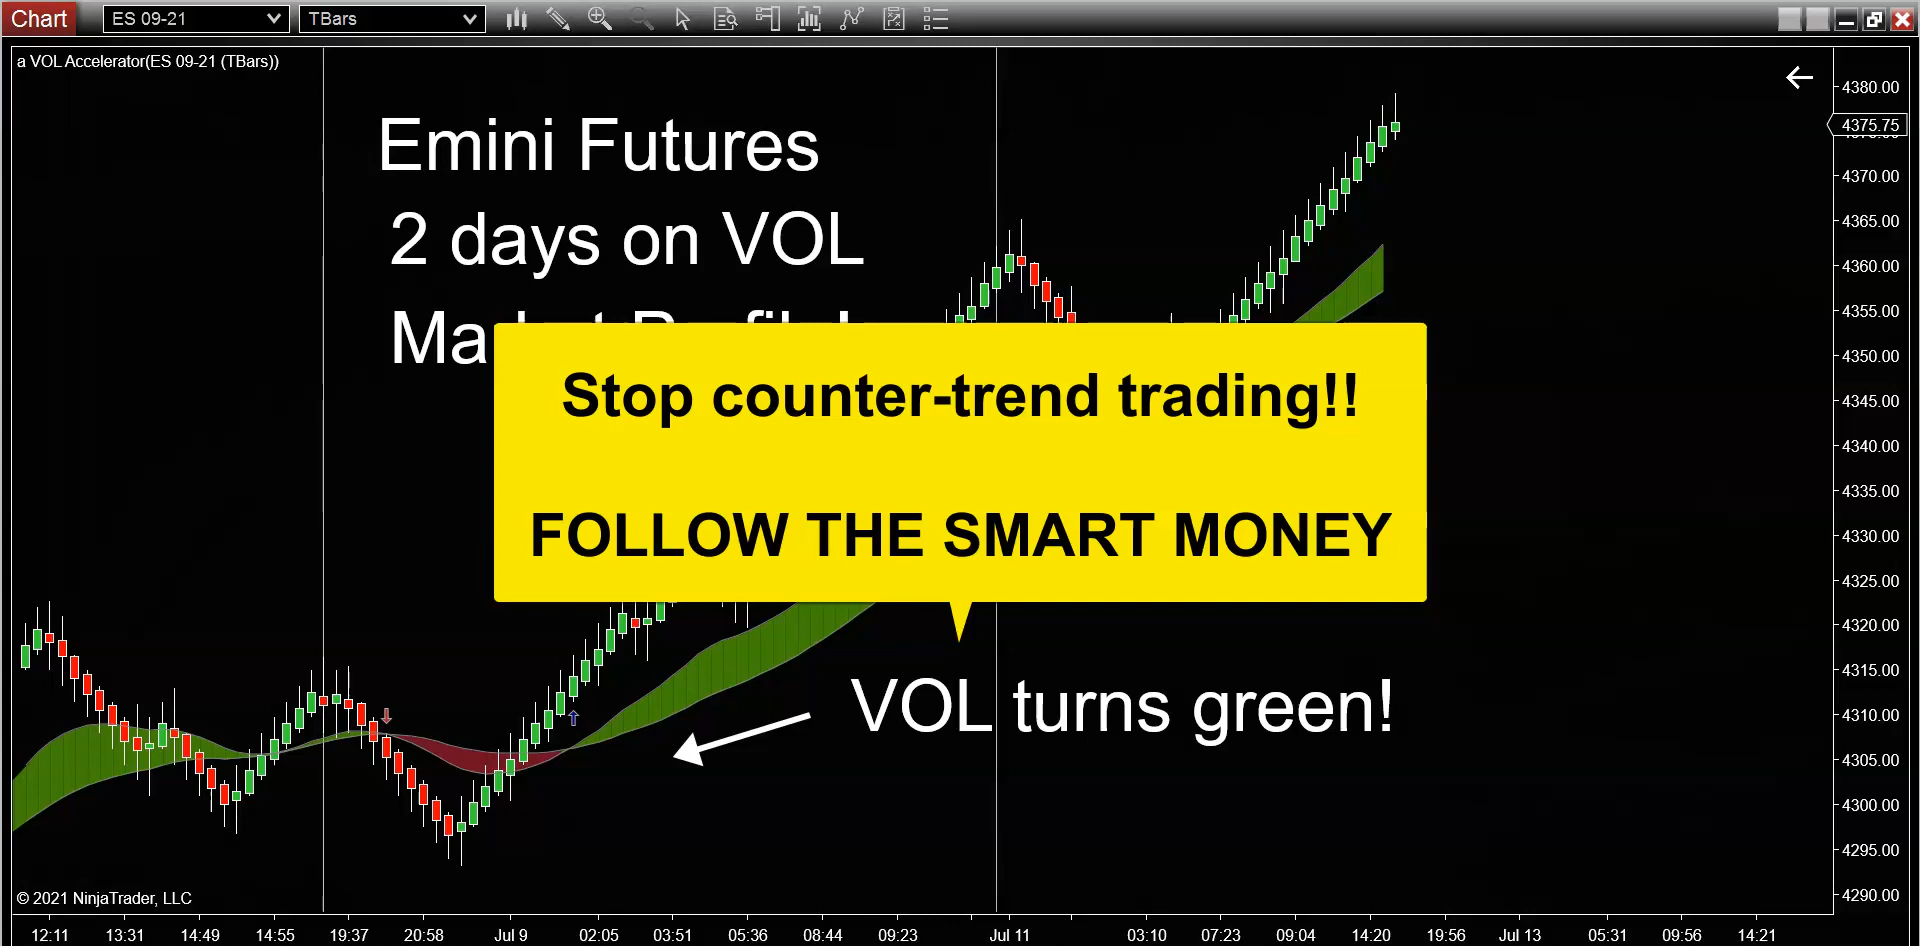 Chart ES 09-21 TBars
a VOL Accelerator(ES 09-21 (TBars))
Emini Futures
2 days on VOL
Stop counter-trend trading!!
FOLLOW THE SMART MONEY
VOL turns green!
4380.00
4375.75
4370.00
4365.00
4360.00
4355.00
4350.00
4345.00
4340.00
4335.00
4330.00
4325.00
4320.00
4315.00
4310.00
4305.00
4300.00
4295.00
4290.00
© 2021 NinjaTrader, LLC
12:11 13:31 14:49 14:55 19:37 20:58 Jul 9 02:05 03:51 05:36 08:44 09:23 Jul 11 03:10 07:23 09:04 14:20 19:56 Jul 13 05:31 09:56 14:21